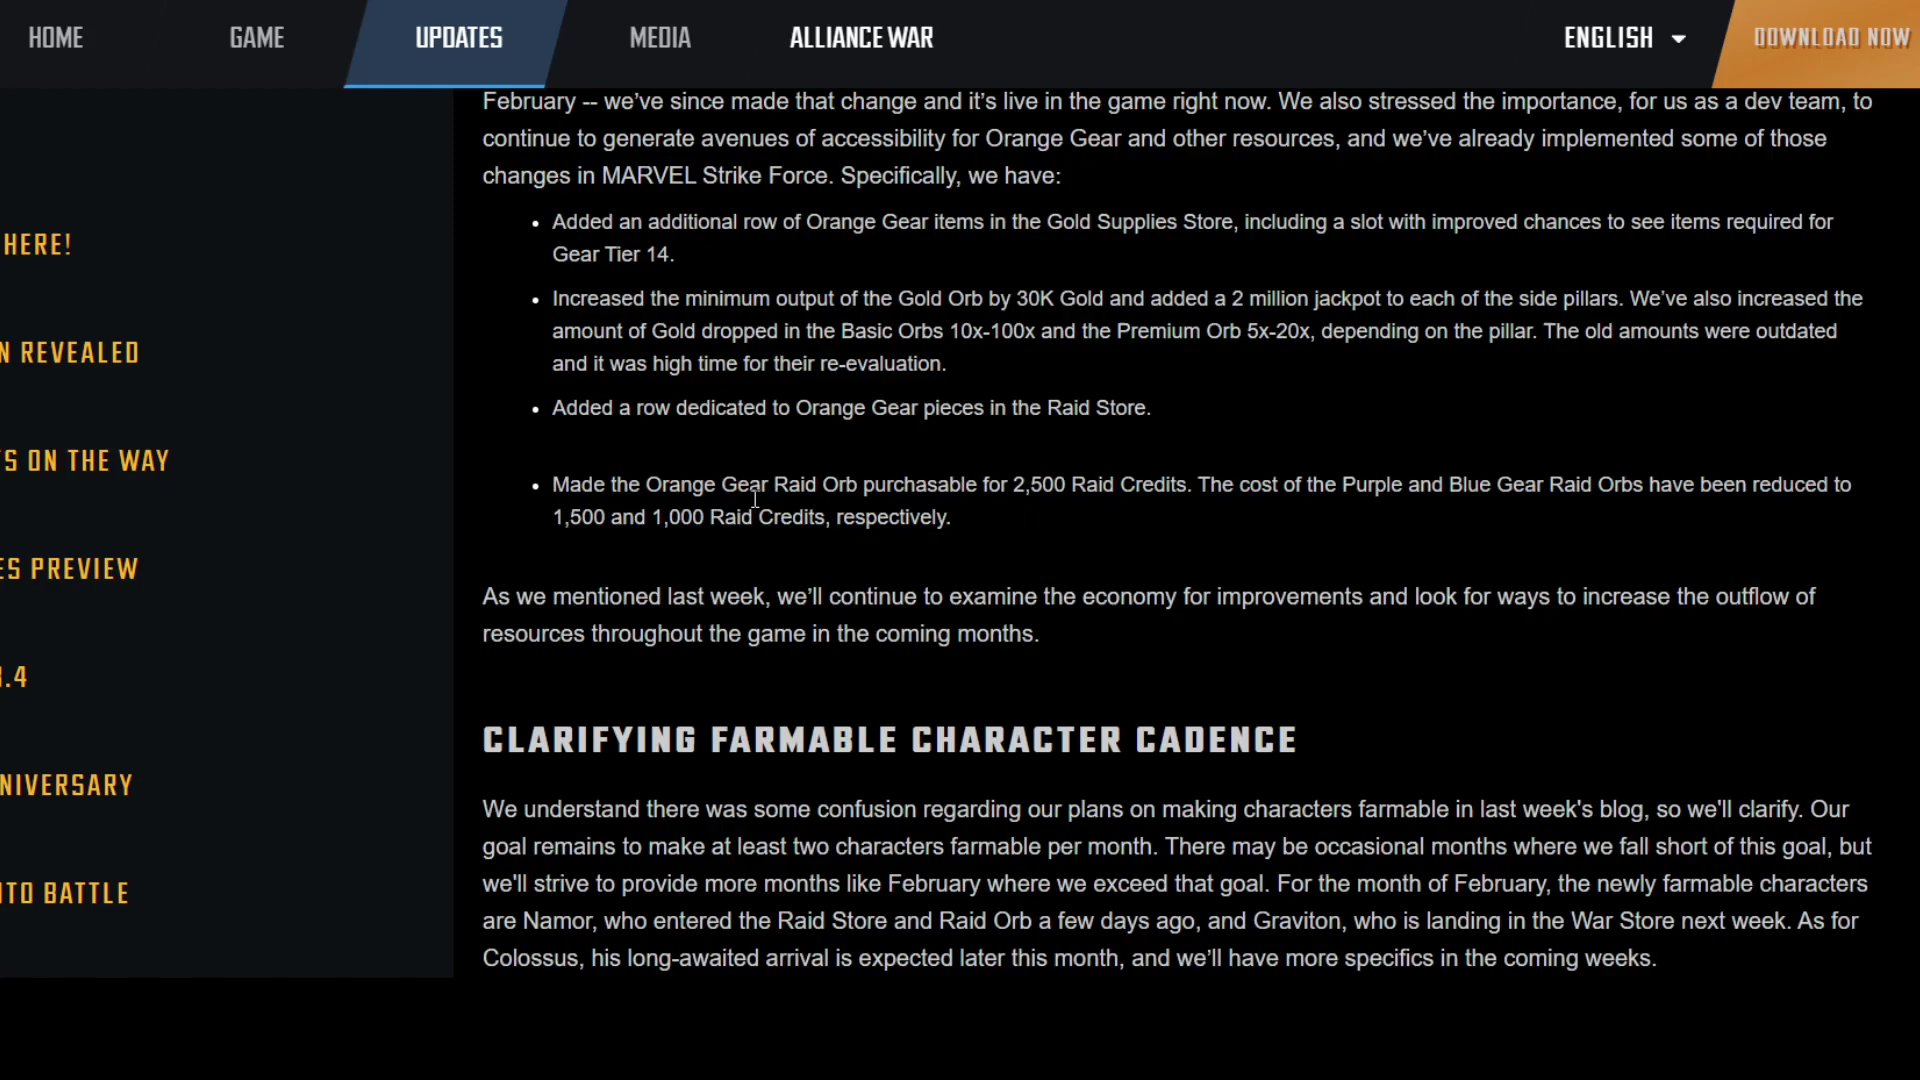 HOME GAME UPDATES MEDIA ALLIANCE WAR ENGLISH DOWNLOAD NOW
February -- we’ve since made that change and it’s live in the game right now. We also stressed the importance, for us as a dev team, to
continue to generate avenues of accessibility for Orange Gear and other resources, and we’ve already implemented some of those
changes in MARVEL Strike Force. Specifically, we have:
• Added an additional row of Orange Gear items in the Gold Supplies Store, including a slot with improved chances to see items required for
Gear Tier 14.
• Increased the minimum output of the Gold Orb by 30K Gold and added a 2 million jackpot to each of the side pillars. We’ve also increased the
amount of Gold dropped in the Basic Orbs 10x-100x and the Premium Orb 5x-20x, depending on the pillar. The old amounts were outdated
and it was high time for their re-evaluation.
• Added a row dedicated to Orange Gear pieces in the Raid Store.
• Made the Orange Gear Raid Orb purchasable for 2,500 Raid Credits. The cost of the Purple and Blue Gear Raid Orbs have been reduced to
1,500 and 1,000 Raid Credits, respectively.
As we mentioned last week, we’ll continue to examine the economy for improvements and look for ways to increase the outflow of
resources throughout the game in the coming months.
CLARIFYING FARMABLE CHARACTER CADENCE
We understand there was some confusion regarding our plans on making characters farmable in last week's blog, so we'll clarify. Our
goal remains to make at least two characters farmable per month. There may be occasional months where we fall short of this goal, but
we'll strive to provide more months like February where we exceed that goal. For the month of February, the newly farmable characters
are Namor, who entered the Raid Store and Raid Orb a few days ago, and Graviton, who is landing in the War Store next week. As for
Colossus, his long-awaited arrival is expected later this month, and we’ll have more specifics in the coming weeks.
HERE!
N REVEALED
S ON THE WAY
ES PREVIEW
.4
NIVERSARY
TO BATTLE